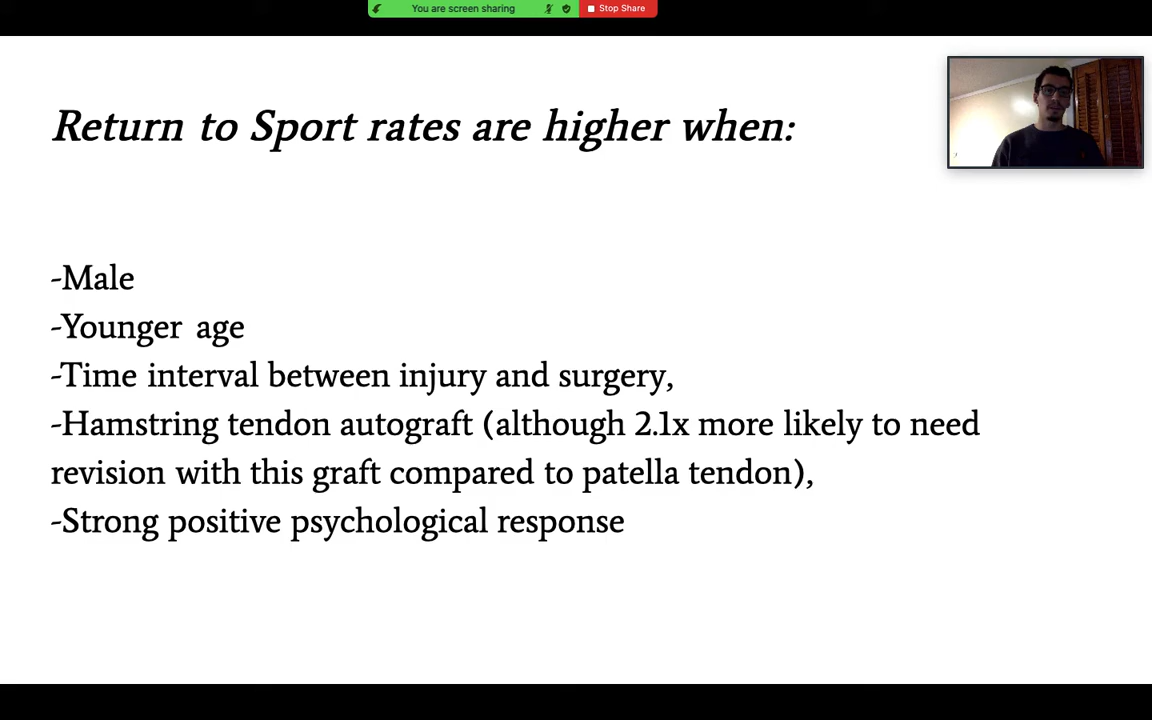 You are screen sharing
Stop Share
Return to Sport rates are higher when:
-Male
-Younger age
-Time interval between injury and surgery,
-Hamstring tendon autograft (although 2.1x more likely to need
revision with this graft compared to patella tendon),
-Strong positive psychological response